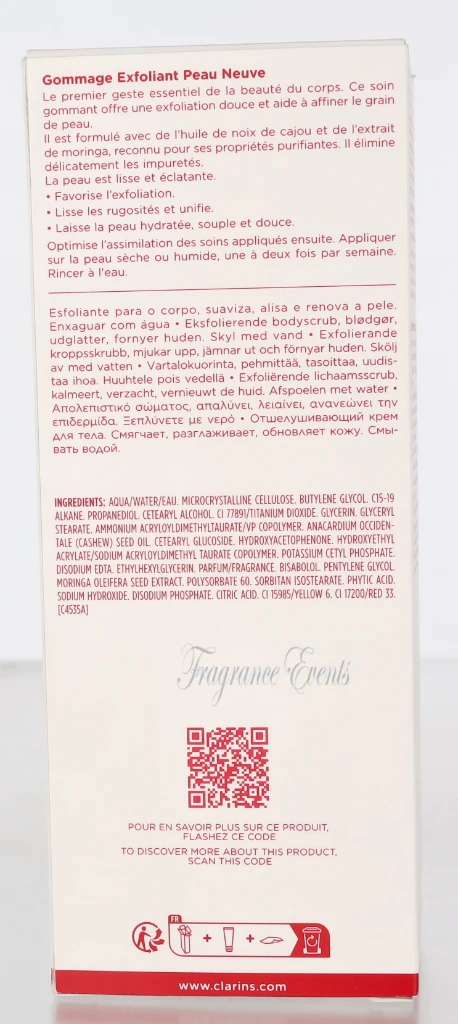 Gommage Exfoliant Peau Neuve
Le premier geste essentiel de la beauté du corps. Ce soin
gommant offre une exfoliation douce et aide à affiner le grain
de peau.
Il est formulé avec de l'huile de noix de cajou et de l'extrait
de moringa, reconnu pour ses propriétés purifiantes. Il élimine
délicatement les impuretés.
La peau est lisse et éclatante.
• Favorise l'exfoliation.
• Lisse les rugosités et unifie.
• Laisse la peau hydratée, souple et douce.
Optimise l'assimilation des soins appliqués ensuite. Appliquer
sur la peau sèche ou humide, une à deux fois par semaine.
Rincer à l'eau.
Esfoliante para o corpo, suaviza, alisa e renova a pele.
Enxaguar com água • Eksfolierende bodyscrub, blødgør,
udglatter, fornyer huden. Skyl med vand • Exfolierande
kroppsskrubb, mjukar upp, jämnar ut och förnyar huden. Skölj
av med vatten • Vartalokuorinta, pehmittää, tasoittaa, uudis-
taa ihoa. Huuhtele pois vedellä • Exfoliërende lichaamsscrub,
kalmeert, verzacht, vernieuwt de huid. Afspoelen met water •
Απολεπιστικό σώματος, απαλύνει, λειαίνει, ανανεώνει την
επιδερμίδα. Ξεπλύνετε με νερό • Отшелушивающий крем
для тела. Смягчает, разглаживает, обновляет кожу. Смы-
вать водой.
INGREDIENTS: AQUA/WATER/EAU. MICROCRYSTALLINE CELLULOSE. BUTYLENE GLYCOL. C15-19
ALKANE. PROPANEDIOL. CETEARYL ALCOHOL. CI 77891/TITANIUM DIOXIDE. GLYCERIN. GLYCERYL
STEARATE. AMMONIUM ACRYLOYLDIMETHYLTAURATE/VP COPOLYMER. ANACARDIUM OCCIDEN-
TALE (CASHEW) SEED OIL. CETEARYL GLUCOSIDE. HYDROXYACETOPHENONE. HYDROXYETHYL
ACRYLATE/SODIUM ACRYLOYLDIMETHYL TAURATE COPOLYMER. POTASSIUM CETYL PHOSPHATE.
DISODIUM EDTA. ETHYLHEXYLGLYCERIN. PARFUM/FRAGRANCE. BISABOLOL. PENTYLENE GLYCOL.
MORINGA OLEIFERA SEED EXTRACT. POLYSORBATE 60. SORBITAN ISOSTEARATE. PHYTIC ACID.
SODIUM HYDROXIDE. DISODIUM PHOSPHATE. CITRIC ACID. CI 15985/YELLOW 6. CI 17200/RED 33.
[C4535A]
Fragrance Events
POUR EN SAVOIR PLUS SUR CE PRODUIT,
FLASHEZ CE CODE
TO DISCOVER MORE ABOUT THIS PRODUCT,
SCAN THIS CODE
FR
+ +
www.clarins.com